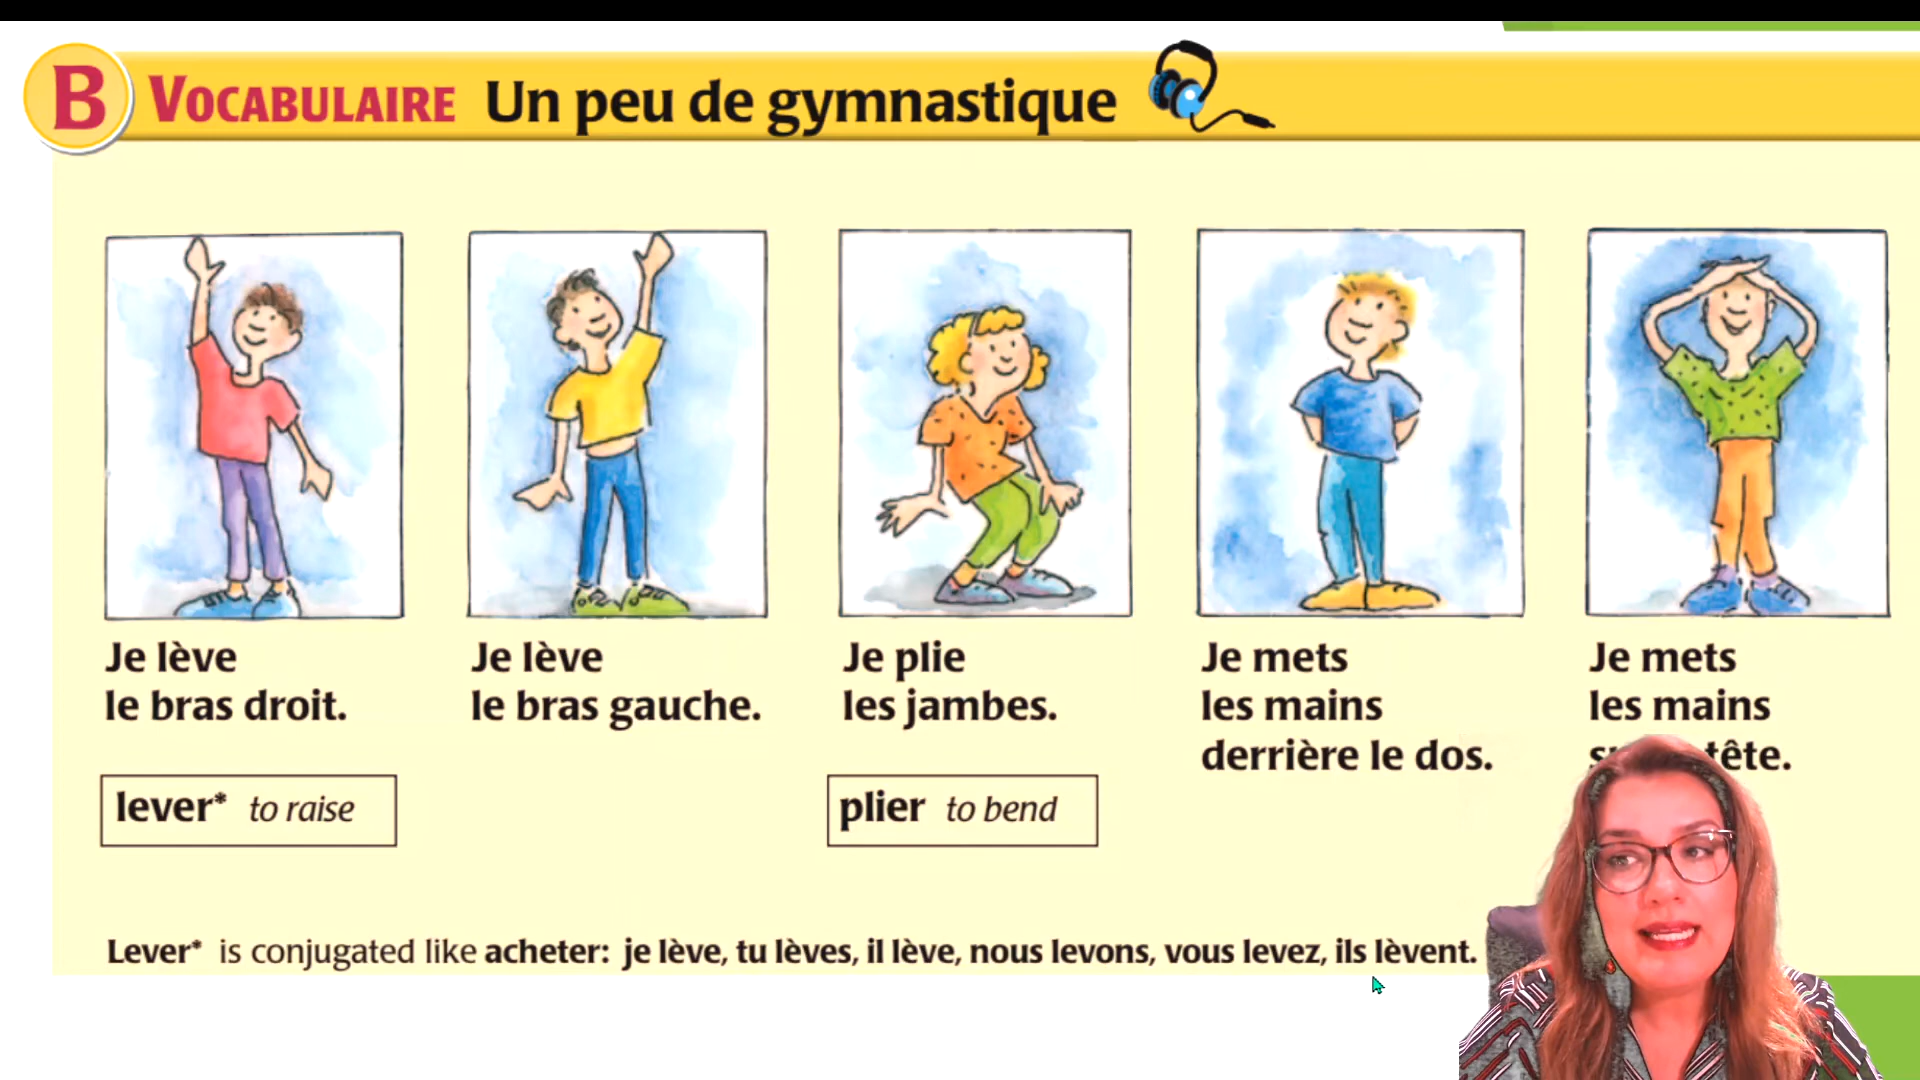 B VOCABULAIRE Un peu de gymnastique
Je lève
le bras droit.
Je lève
le bras gauche.
Je plie
les jambes.
Je mets
les mains
derrière le dos.
Je mets
les mains
tête.
lever* to raise
plier to bend
Lever* is conjugated like acheter: je lève, tu lèves, il lève, nous levons, vous levez, ils lèvent.